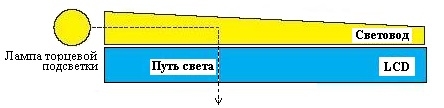 Световод
Лампа торцевой
подсветки
Путь света
LCD